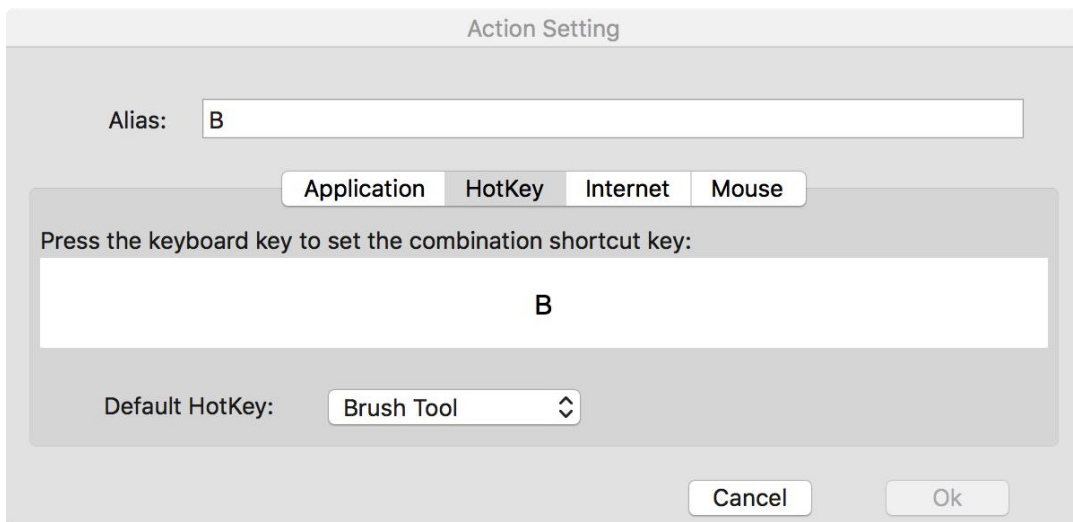 Action Setting
Alias: B
Application HotKey Internet Mouse
Press the keyboard key to set the combination shortcut key:
B
Default HotKey: Brush Tool
Cancel Ok